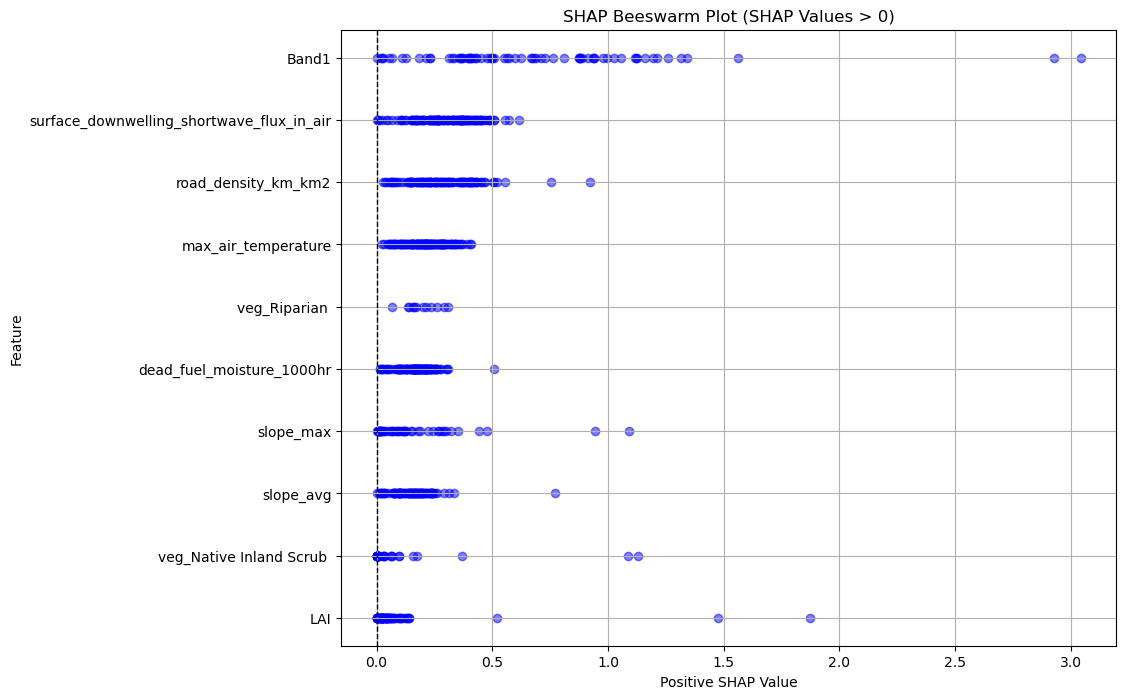 SHAP Beeswarm Plot (SHAP Values > 0)
Feature
Band1
surface_downwelling_shortwave_flux_in_air
road_density_km_km2
max_air_temperature
veg_Riparian
dead_fuel_moisture_1000hr
slope_max
slope_avg
veg_Native Inland Scrub
LAI
0.0 0.5 1.0 1.5 2.0 2.5 3.0
Positive SHAP Value